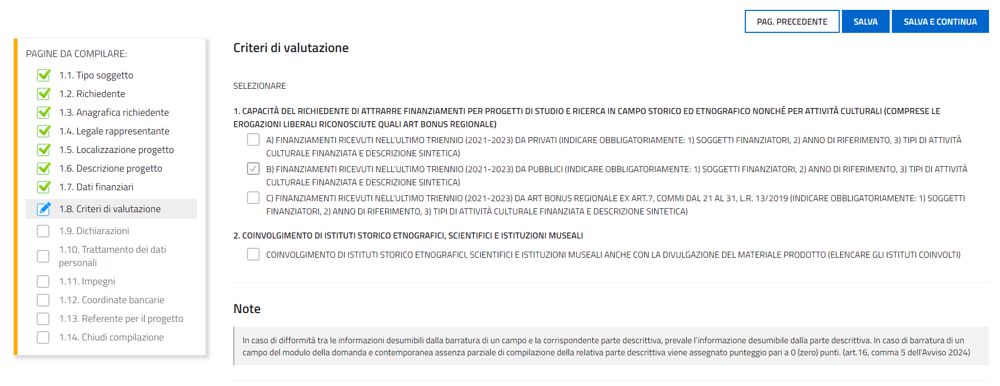 PAG. PRECEDENTE
SALVA
SALVA E CONTINUA
PAGINE DA COMPILARE:
1.1. Tipo soggetto
1.2. Richiedente
1.3. Anagrafica richiedente
1.4. Legale rappresentante
1.5. Localizzazione progetto
1.6. Descrizione progetto
1.7. Dati finanziari
1.8. Criteri di valutazione
1.9. Dichiarazioni
1.10. Trattamento dei dati
personali
1.11. Impegni
1.12. Coordinate bancarie
1.13. Referente per il progetto
1.14. Chiudi compilazione
Criteri di valutazione
SELEZIONARE
1. CAPACITÀ DEL RICHIEDENTE DI ATTRARRE FINANZIAMENTI PER PROGETTI DI STUDIO E RICERCA IN CAMPO STORICO ED ETNOGRAFICO NONCHÉ PER ATTIVITÀ CULTURALI (COMPRESE LE
EROGAZIONI LIBERALI RICONOSCIUTE QUALI ART BONUS REGIONALE)
A) FINANZIAMENTI RICEVUTI NELL'ULTIMO TRIENNIO (2021-2023) DA PRIVATI (INDICARE OBBLIGATORIAMENTE: 1) SOGGETTI FINANZIATORI, 2) ANNO DI RIFERIMENTO, 3) TIPI DI ATTIVITÀ
CULTURALE FINANZIATA E DESCRIZIONE SINTETICA)
B) FINANZIAMENTI RICEVUTI NELL'ULTIMO TRIENNIO (2021-2023) DA PUBBLICI (INDICARE OBBLIGATORIAMENTE: 1) SOGGETTI FINANZIATORI, 2) ANNO DI RIFERIMENTO, 3) TIPI DI ATTIVITÀ
CULTURALE FINANZIATA E DESCRIZIONE SINTETICA)
C) FINANZIAMENTI RICEVUTI NELL'ULTIMO TRIENNIO (2021-2023) DA ART BONUS REGIONALE EX ART.7, COMMI DAL 21 AL 31, L.R. 13/2019 (INDICARE OBBLIGATORIAMENTE: 1) SOGGETTI
FINANZIATORI, 2) ANNO DI RIFERIMENTO, 3) TIPI DI ATTIVITÀ CULTURALE FINANZIATA E DESCRIZIONE SINTETICA)
2. COINVOLGIMENTO DI ISTITUTI STORICO ETNOGRAFICI, SCIENTIFICI E ISTITUZIONI MUSEALI
COINVOLGIMENTO DI ISTITUTI STORICO ETNOGRAFICI, SCIENTIFICI E ISTITUZIONI MUSEALI ANCHE CON LA DIVULGAZIONE DEL MATERIALE PRODOTTO (ELENCARE GLI ISTITUTI COINVOLTI)
Note
In caso di difformità tra le informazioni desumibili dalla barratura di un campo e la corrispondente parte descrittiva, prevale l'informazione desumibile dalla parte descrittiva. In caso di barratura di un
campo del modulo della domanda e contemporanea assenza parziale di compilazione della relativa parte descrittiva viene assegnato punteggio pari a 0 (zero) punti. (art.16, comma 5 dell'Avviso 2024)